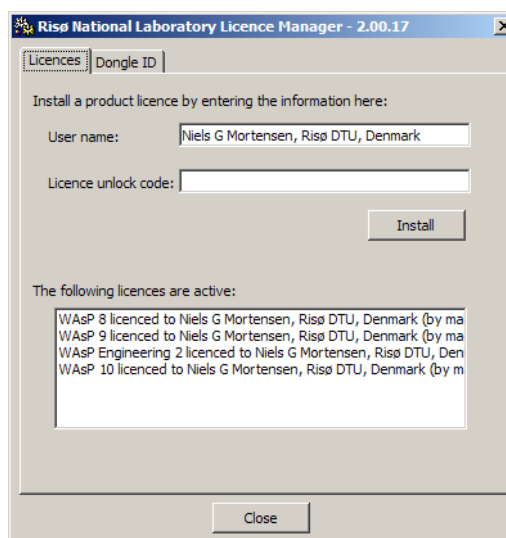 Risø National Laboratory Licence Manager - 2.00.17
Licences Dongle ID
Install a product licence by entering the information here:
User name: Niels G Mortensen, Risø DTU, Denmark
Licence unlock code:
Install
The following licences are active:
WAsP 8 licenced to Niels G Mortensen, Risø DTU, Denmark (by ma
WAsP 9 licenced to Niels G Mortensen, Risø DTU, Denmark (by ma
WAsP Engineering 2 licenced to Niels G Mortensen, Risø DTU, Den
WAsP 10 licenced to Niels G Mortensen, Risø DTU, Denmark (by m
Close